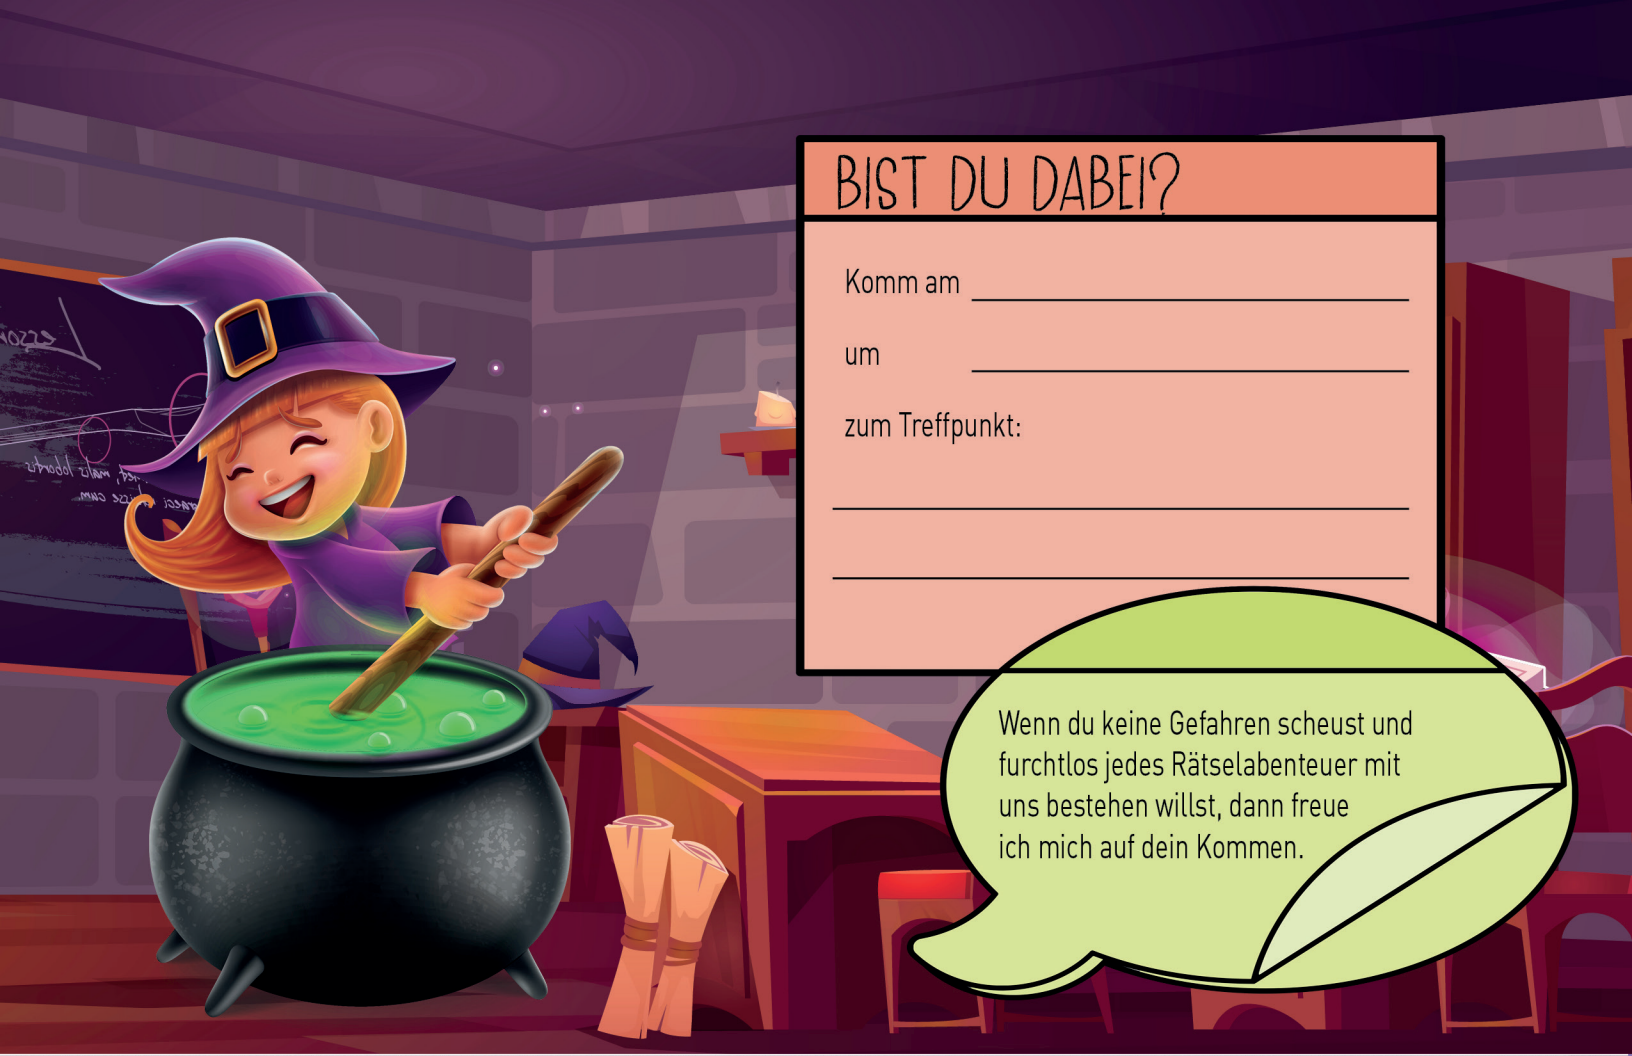 BIST DU DABEI?
Komm am
um
zum Treffpunkt:
Wenn du keine Gefahren scheust und
furchtlos jedes Rätselabenteuer mit
uns bestehen willst, dann freue
ich mich auf dein Kommen.